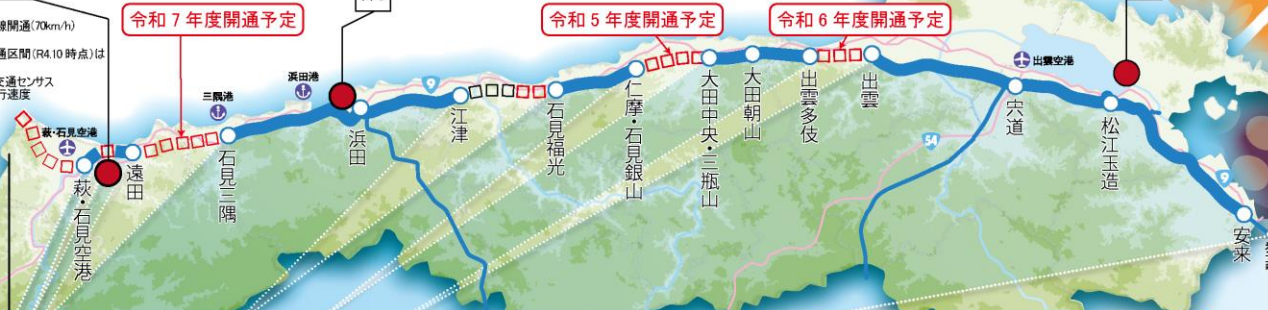 令和7年度開通予定
令和5年度開通予定
令和6年度開通予定
線開通(70km/h)
通区間(R4.10時点)は
交通センサス
行速度
三隅港
浜田港
9
出雲空港
萩・石見空港
54
9
萩・石見空港
遠田
石見三隅
浜田
江津
石見福光
仁摩・石見銀山
大田中央・三瓶山
大田朝山
出雲多伎
出雲
宍道
松江玉造
安来